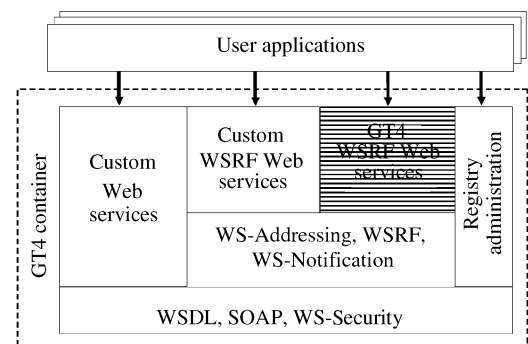 User applications
GT4 container
Custom
Web
services
Custom
WSRF Web
services
GT4
WSRF Web
services
Registry
administration
WS-Addressing, WSRF,
WS-Notification
WSDL, SOAP, WS-Security